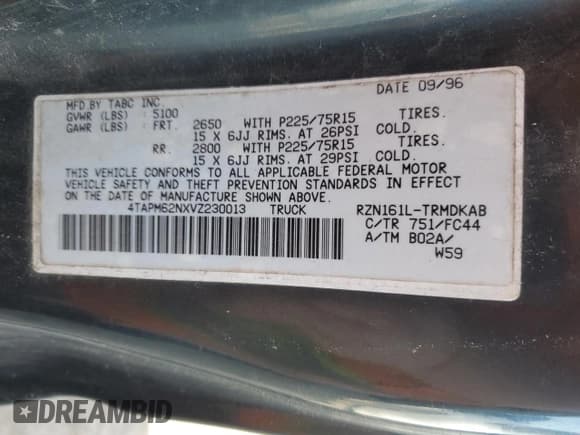 DATE 09/96
MFD.BY TABC INC.
GVWR (LBS) : 5100
GAWR (LBS) : FRT. 2650 WITH P225/75R15 TIRES.
15 X 6JJ RIMS. AT 26PSI COLD.
RR. 2800 WITH P225/75R15 TIRES.
15 X 6JJ RIMS. AT 29PSI COLD.
THIS VEHICLE CONFORMS TO ALL APPLICABLE FEDERAL MOTOR
VEHICLE SAFETY AND THEFT PREVENTION STANDARDS IN EFFECT
ON THE DATE OF MANUFACTURE SHOWN ABOVE.
4TAPM62NXVZ230013 TRUCK RZN161L-TRMDKAB
C/TR 751/FC44
A/TM B02A/
W59
DREAMBID